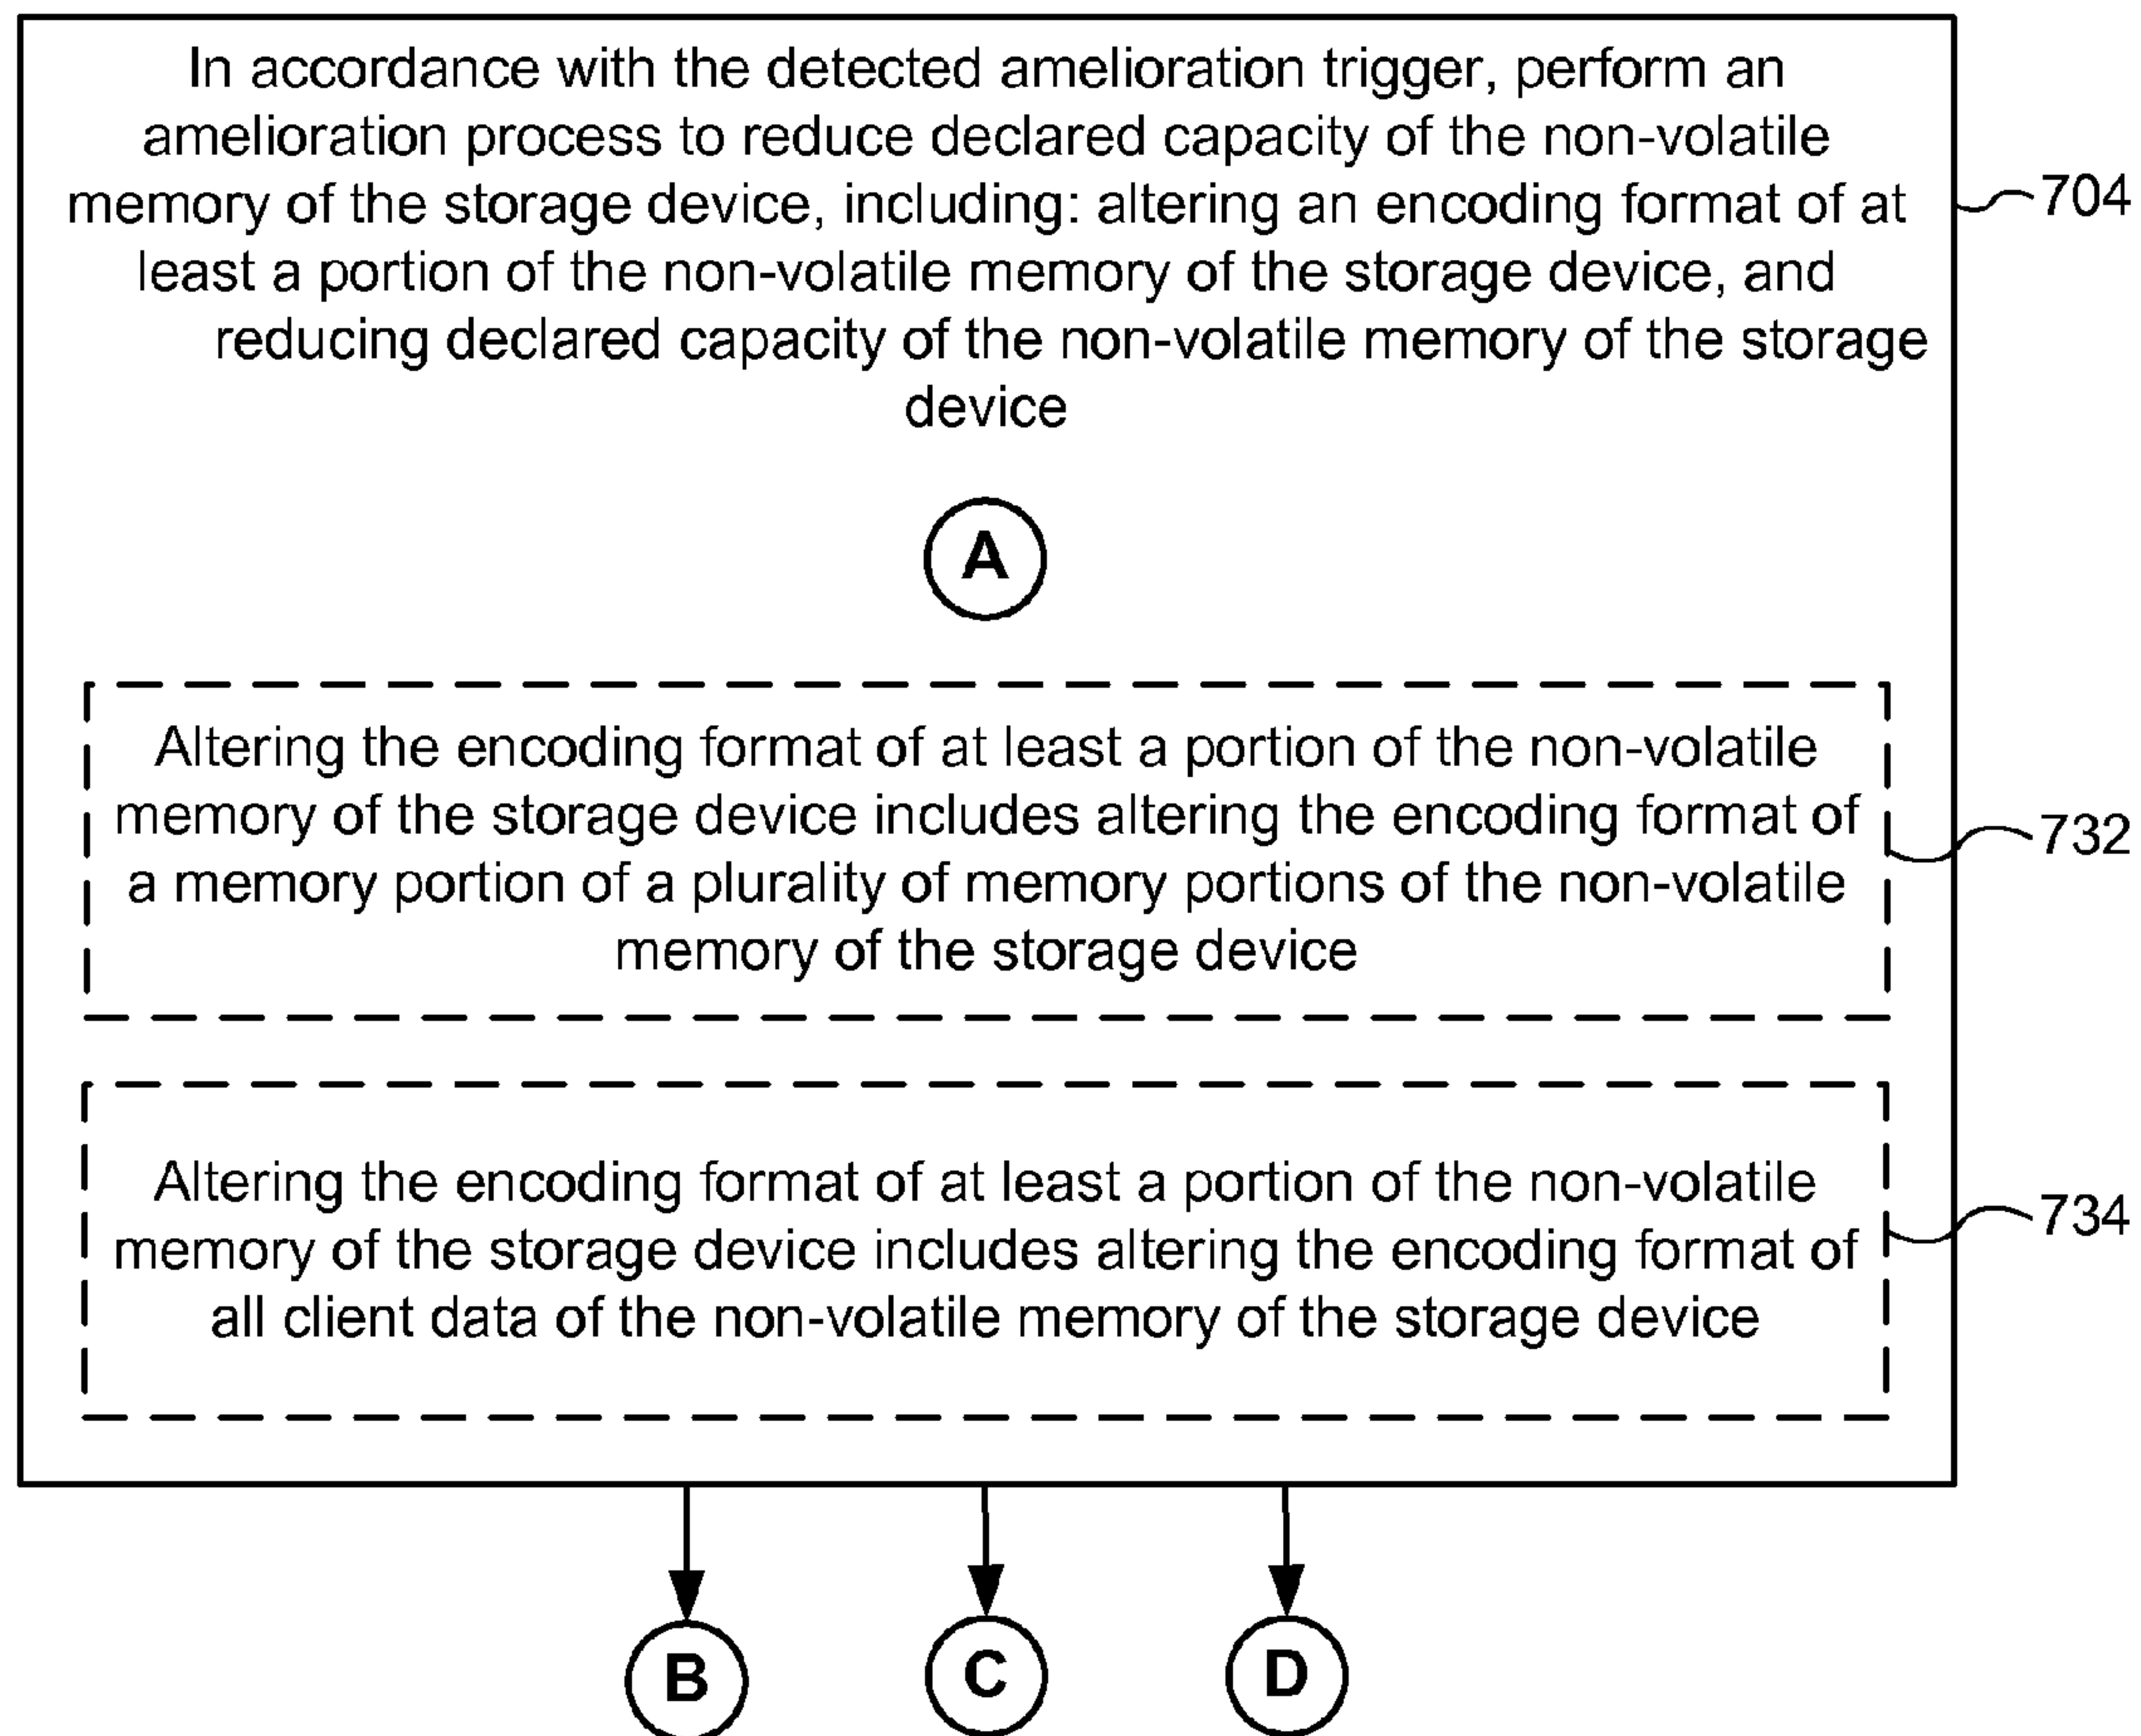 In accordance with the detected amelioration trigger, perform an
amelioration process to reduce declared capacity of the non-volatile
memory of the storage device, including: altering an encoding format of at
least a portion of the non-volatile memory of the storage device, and
reducing declared capacity of the non-volatile memory of the storage
device
704
A
Altering the encoding format of at least a portion of the non-volatile
memory of the storage device includes altering the encoding format of
a memory portion of a plurality of memory portions of the non-volatile
memory of the storage device
732
Altering the encoding format of at least a portion of the non-volatile
memory of the storage device includes altering the encoding format of
all client data of the non-volatile memory of the storage device
734
B
C
D